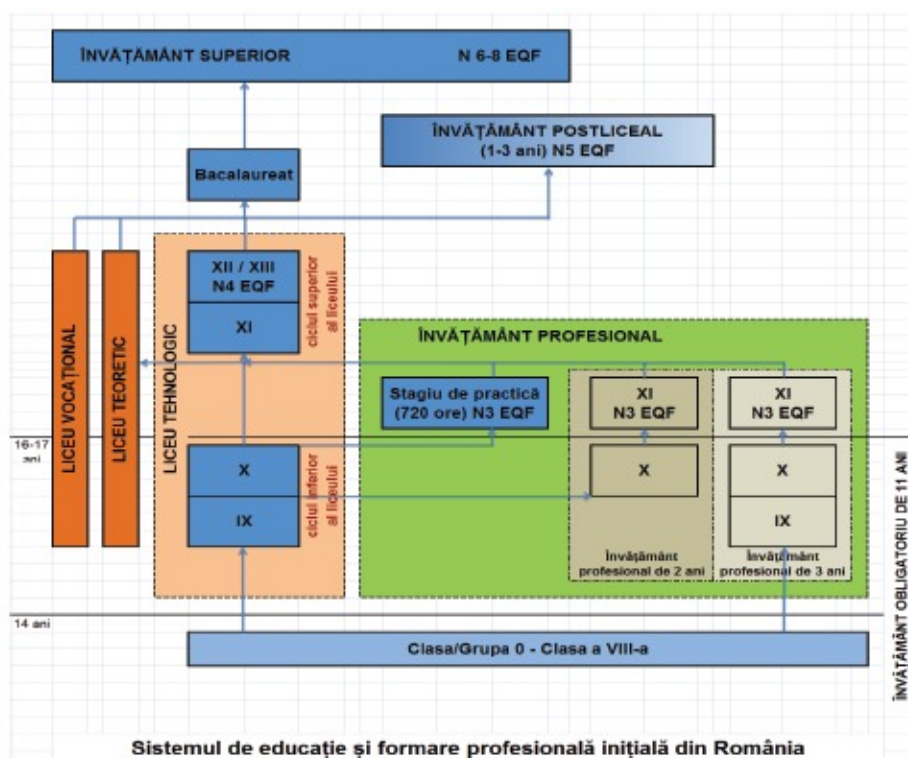 ÎNVĂȚĂMÂNT SUPERIOR N 6-8 EQF
ÎNVĂȚĂMÂNT POSTLICEAL
(1-3 ani) N5 EQF
Bacalaureat
LICEU VOCAȚIONAL
LICEU TEORETIC
LICEU TEHNOLOGIC
XII / XIII
N4 EQF
XI
ciclul superior
al liceului
ÎNVĂȚĂMÂNT PROFESIONAL
Stagiu de practică
(720 ore) N3 EQF
XI
N3 EQF
XI
N3 EQF
16-17
ani
X
IX
ciclul inferior
al liceului
X
X
IX
Învățământ
profesional de 2 ani
Învățământ
profesional de 3 ani
14 ani
Clasa/Grupa 0 - Clasa a VIII-a
ÎNVĂȚĂMÂNT OBLIGATORIU DE 11 ANI
Sistemul de educație și formare profesională inițială din România